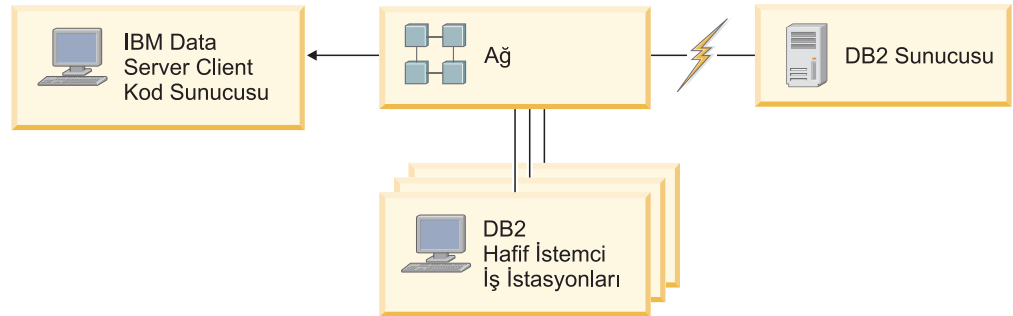 IBM Data
Server Client
Kod Sunucusu
Ağ
DB2 Sunucusu
DB2
Hafif İstemci
İş İstasyonları